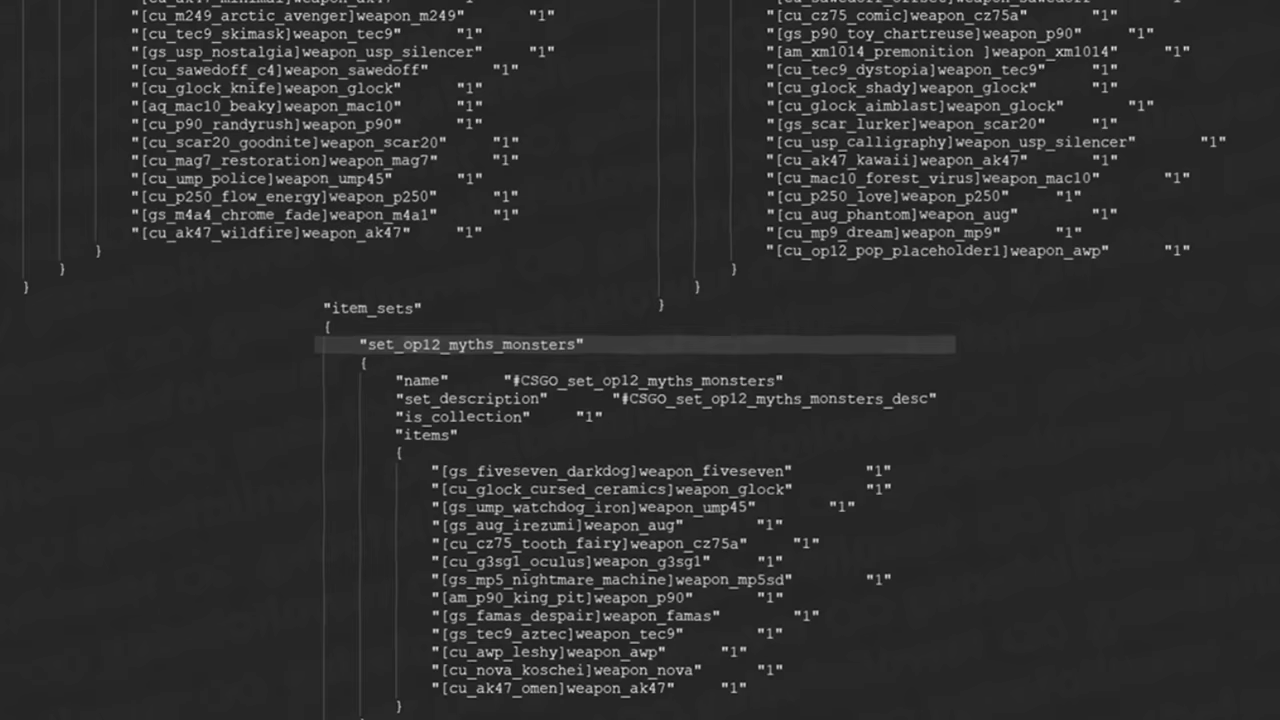 "[cu_m249_arctic_avenger]weapon_m249" "1"
"[cu_tec9_skimask]weapon_tec9" "1"
"[gs_usp_nostalgia]weapon_usp_silencer" "1"
"[cu_sawedoff_c4]weapon_sawedoff" "1"
"[cu_glock_knife]weapon_glock" "1"
"[aq_mac10_beaky]weapon_mac10" "1"
"[cu_p90_randyrush]weapon_p90" "1"
"[cu_scar20_goodnite]weapon_scar20" "1"
"[cu_mag7_restoration]weapon_mag7" "1"
"[cu_ump_police]weapon_ump45" "1"
"[cu_p250_flow_energy]weapon_p250" "1"
"[gs_m4a4_chrome_fade]weapon_m4a1" "1"
"[cu_ak47_wildfire]weapon_ak47" "1"
}
}
}
"[cu_cz75_comic]weapon_cz75a" "1"
"[gs_p90_toy_chartreuse]weapon_p90" "1"
"[am_xm1014_premonition ]weapon_xm1014" "1"
"[cu_tec9_dystopia]weapon_tec9" "1"
"[cu_glock_shady]weapon_glock" "1"
"[cu_glock_aimblast]weapon_glock" "1"
"[gs_scar_lurker]weapon_scar20" "1"
"[cu_usp_calligraphy]weapon_usp_silencer" "1"
"[cu_ak47_kawaii]weapon_ak47" "1"
"[cu_mac10_forest_virus]weapon_mac10" "1"
"[cu_p250_love]weapon_p250" "1"
"[cu_aug_phantom]weapon_aug" "1"
"[cu_mp9_dream]weapon_mp9" "1"
"[cu_op12_pop_placeholder1]weapon_awp" "1"
}
}
}
"item_sets"
{
"set_op12_myths_monsters"
{
"name" "#CSGO_set_op12_myths_monsters"
"set_description" "#CSGO_set_op12_myths_monsters_desc"
"is_collection" "1"
"items"
{
"[gs_fiveseven_darkdog]weapon_fiveseven" "1"
"[cu_glock_cursed_ceramics]weapon_glock" "1"
"[gs_ump_watchdog_iron]weapon_ump45" "1"
"[gs_aug_irezumi]weapon_aug" "1"
"[cu_cz75_tooth_fairy]weapon_cz75a" "1"
"[cu_g3sg1_oculus]weapon_g3sg1" "1"
"[gs_mp5_nightmare_machine]weapon_mp5sd" "1"
"[am_p90_king_pit]weapon_p90" "1"
"[gs_famas_despair]weapon_famas" "1"
"[gs_tec9_aztec]weapon_tec9" "1"
"[cu_awp_leshy]weapon_awp" "1"
"[cu_nova_koschei]weapon_nova" "1"
"[cu_ak47_omen]weapon_ak47" "1"
}